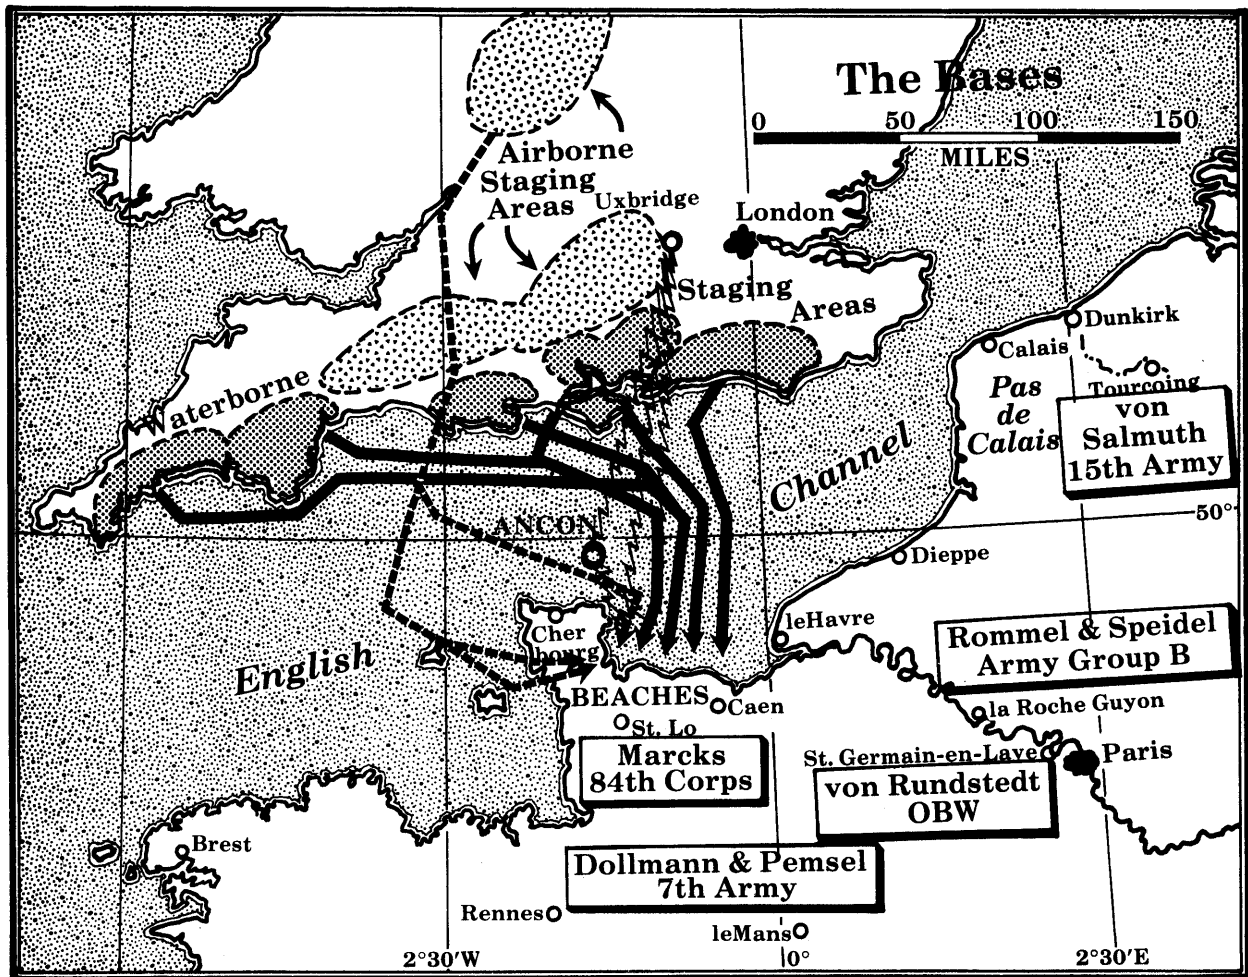 The Bases
0 50 100 150
MILES
Airborne
Staging
Areas
Uxbridge
London
Staging
Areas
Waterborne
Dunkirk
Calais
Tourcoing
Pas
de
Calais
von
Salmuth
15th Army
Channel
50°
ANCON
Dieppe
Cher
bourg
leHavre
English
Rommel & Speidel
Army Group B
BEACHES
Caen
la Roche Guyon
St. Lo
Marcks
84th Corps
St. Germain-en-Lave
Paris
von Rundstedt
OBW
Brest
Dollmann & Pemsel
7th Army
Rennes
leMans
2°30'W
0°
2°30'E